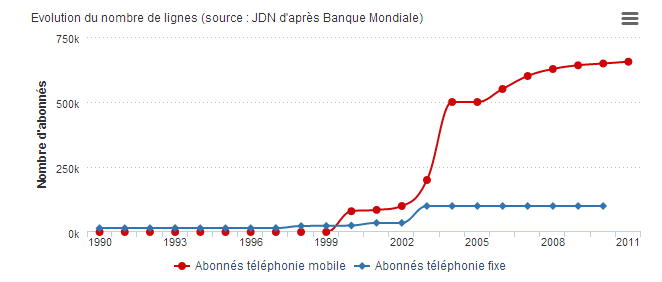 Evolution du nombre de lignes (source : JDN d'après Banque Mondiale)
750k
500k
250k
0k
Nombre d'abonnés
1990 1993 1996 1999 2002 2005 2008 2011
Abonnés téléphonie mobile Abonnés téléphonie fixe